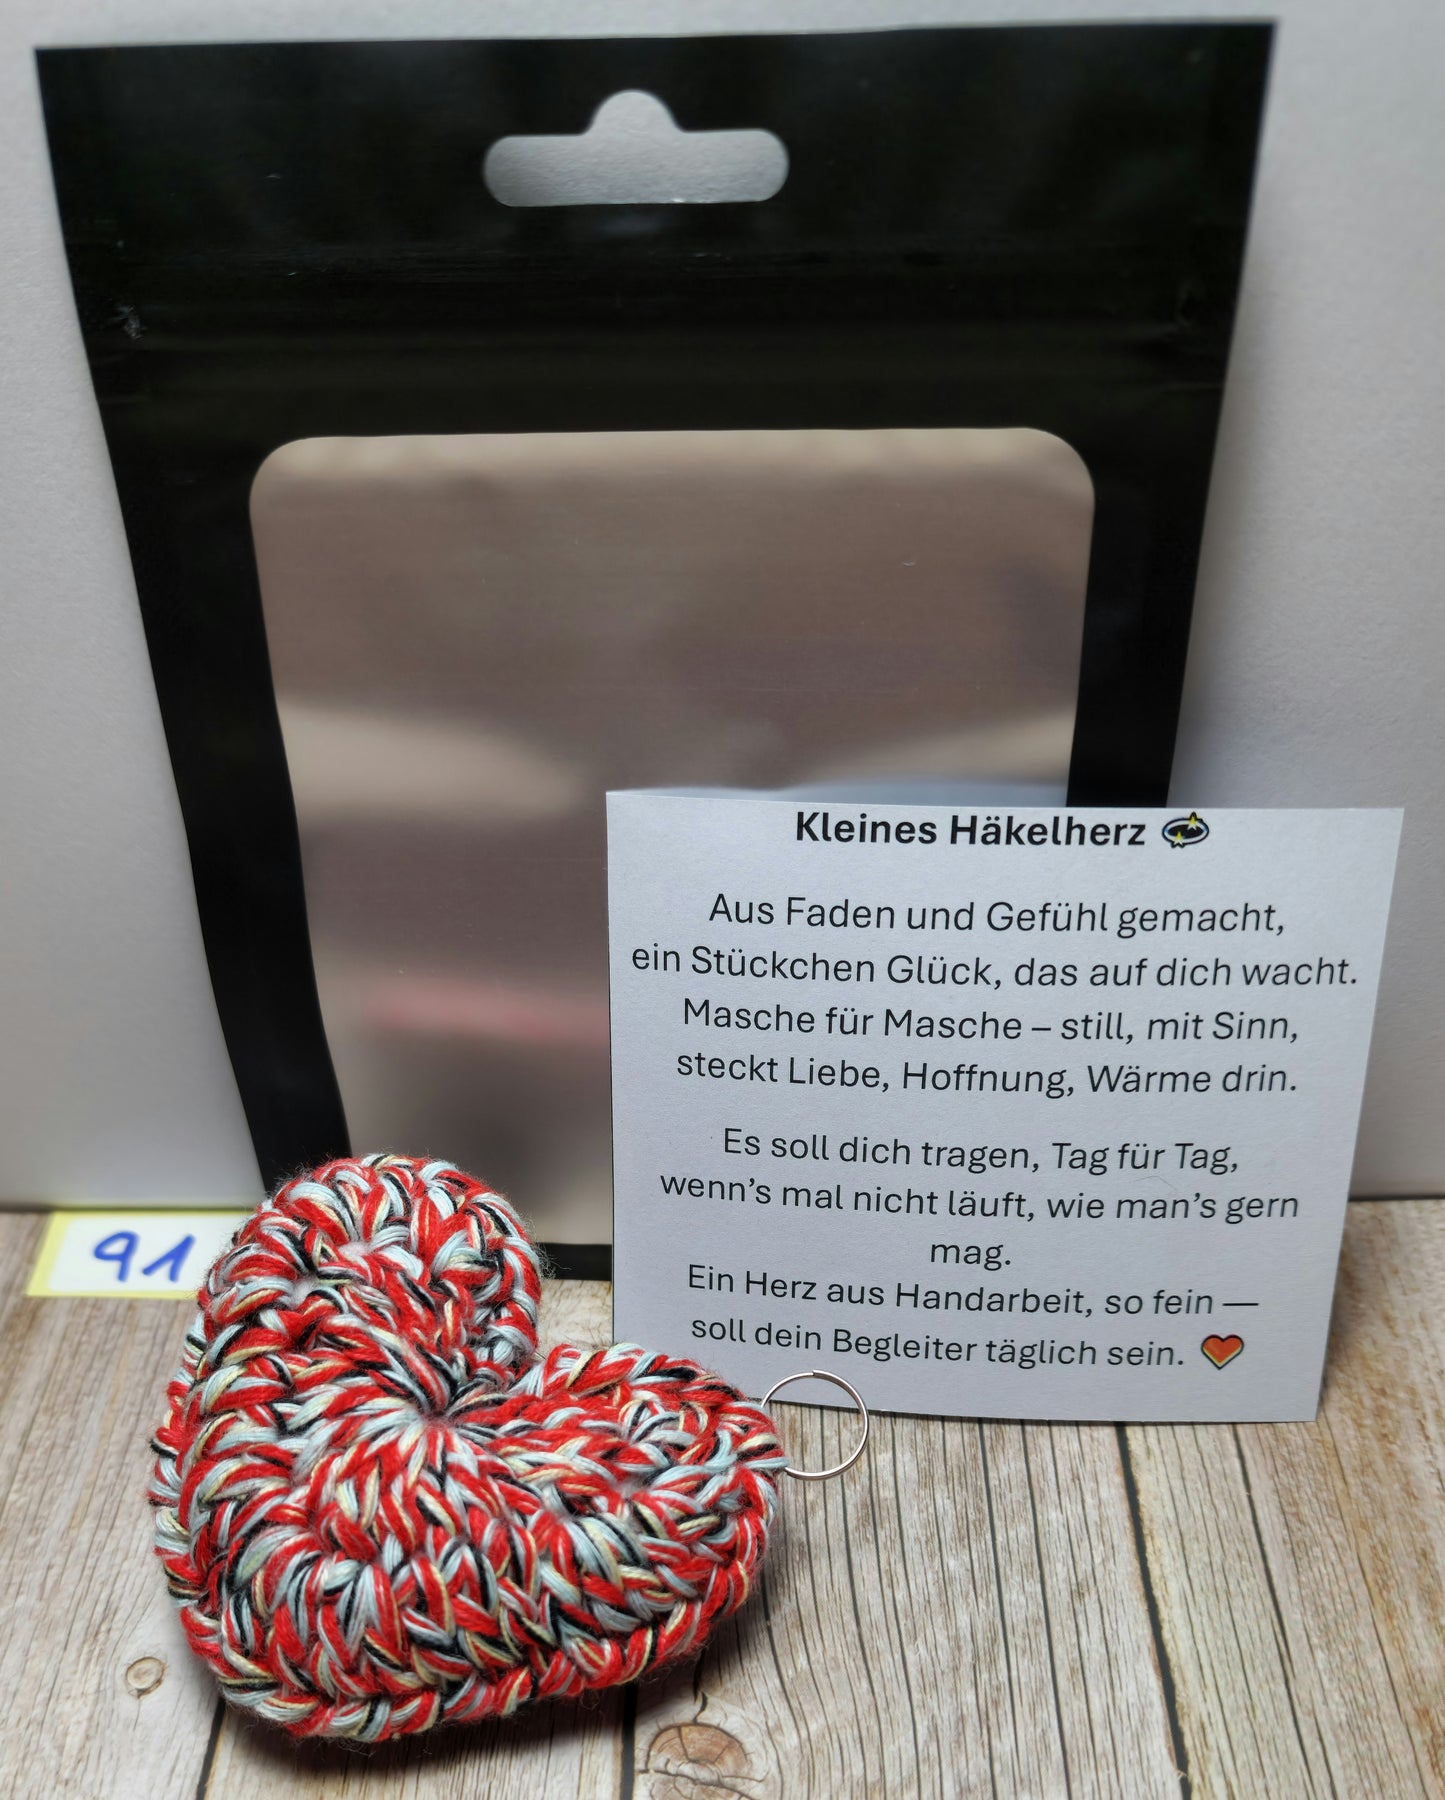 Kleines Häkelherz 💫
Aus Faden und Gefühl gemacht,
ein Stückchen Glück, das auf dich wacht.
Masche für Masche – still, mit Sinn,
steckt Liebe, Hoffnung, Wärme drin.
Es soll dich tragen, Tag für Tag,
wenn’s mal nicht läuft, wie man’s gern
mag.
Ein Herz aus Handarbeit, so fein —
soll dein Begleiter täglich sein. ❤️
91